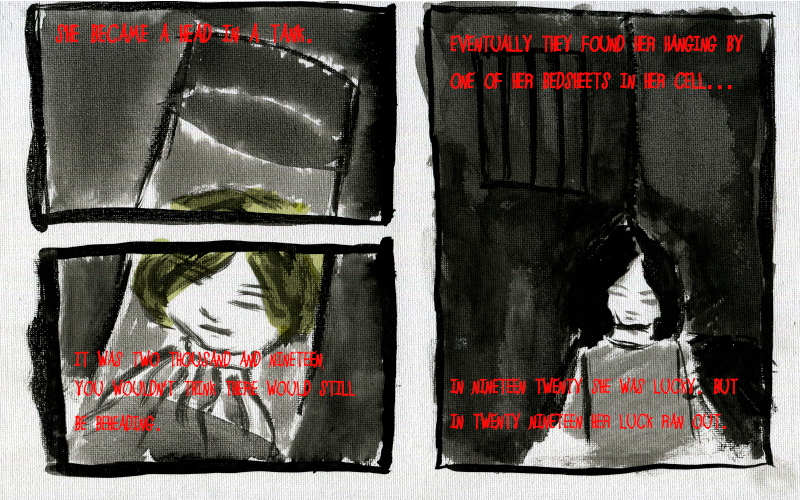 SHE BECAME A HEAD IN A TANK.
IT WAS TWO THOUSAND AND NINETEEN
YOU WOULDN'T THINK THERE WOULD STILL
BE BEHEADING.
EVENTUALLY THEY FOUND HER HANGING BY
ONE OF HER BEDSHEETS IN HER CELL...
IN NINETEEN TWENTY SHE WAS LUCKY, BUT
IN TWENTY NINETEEN HER LUCK RAN OUT.